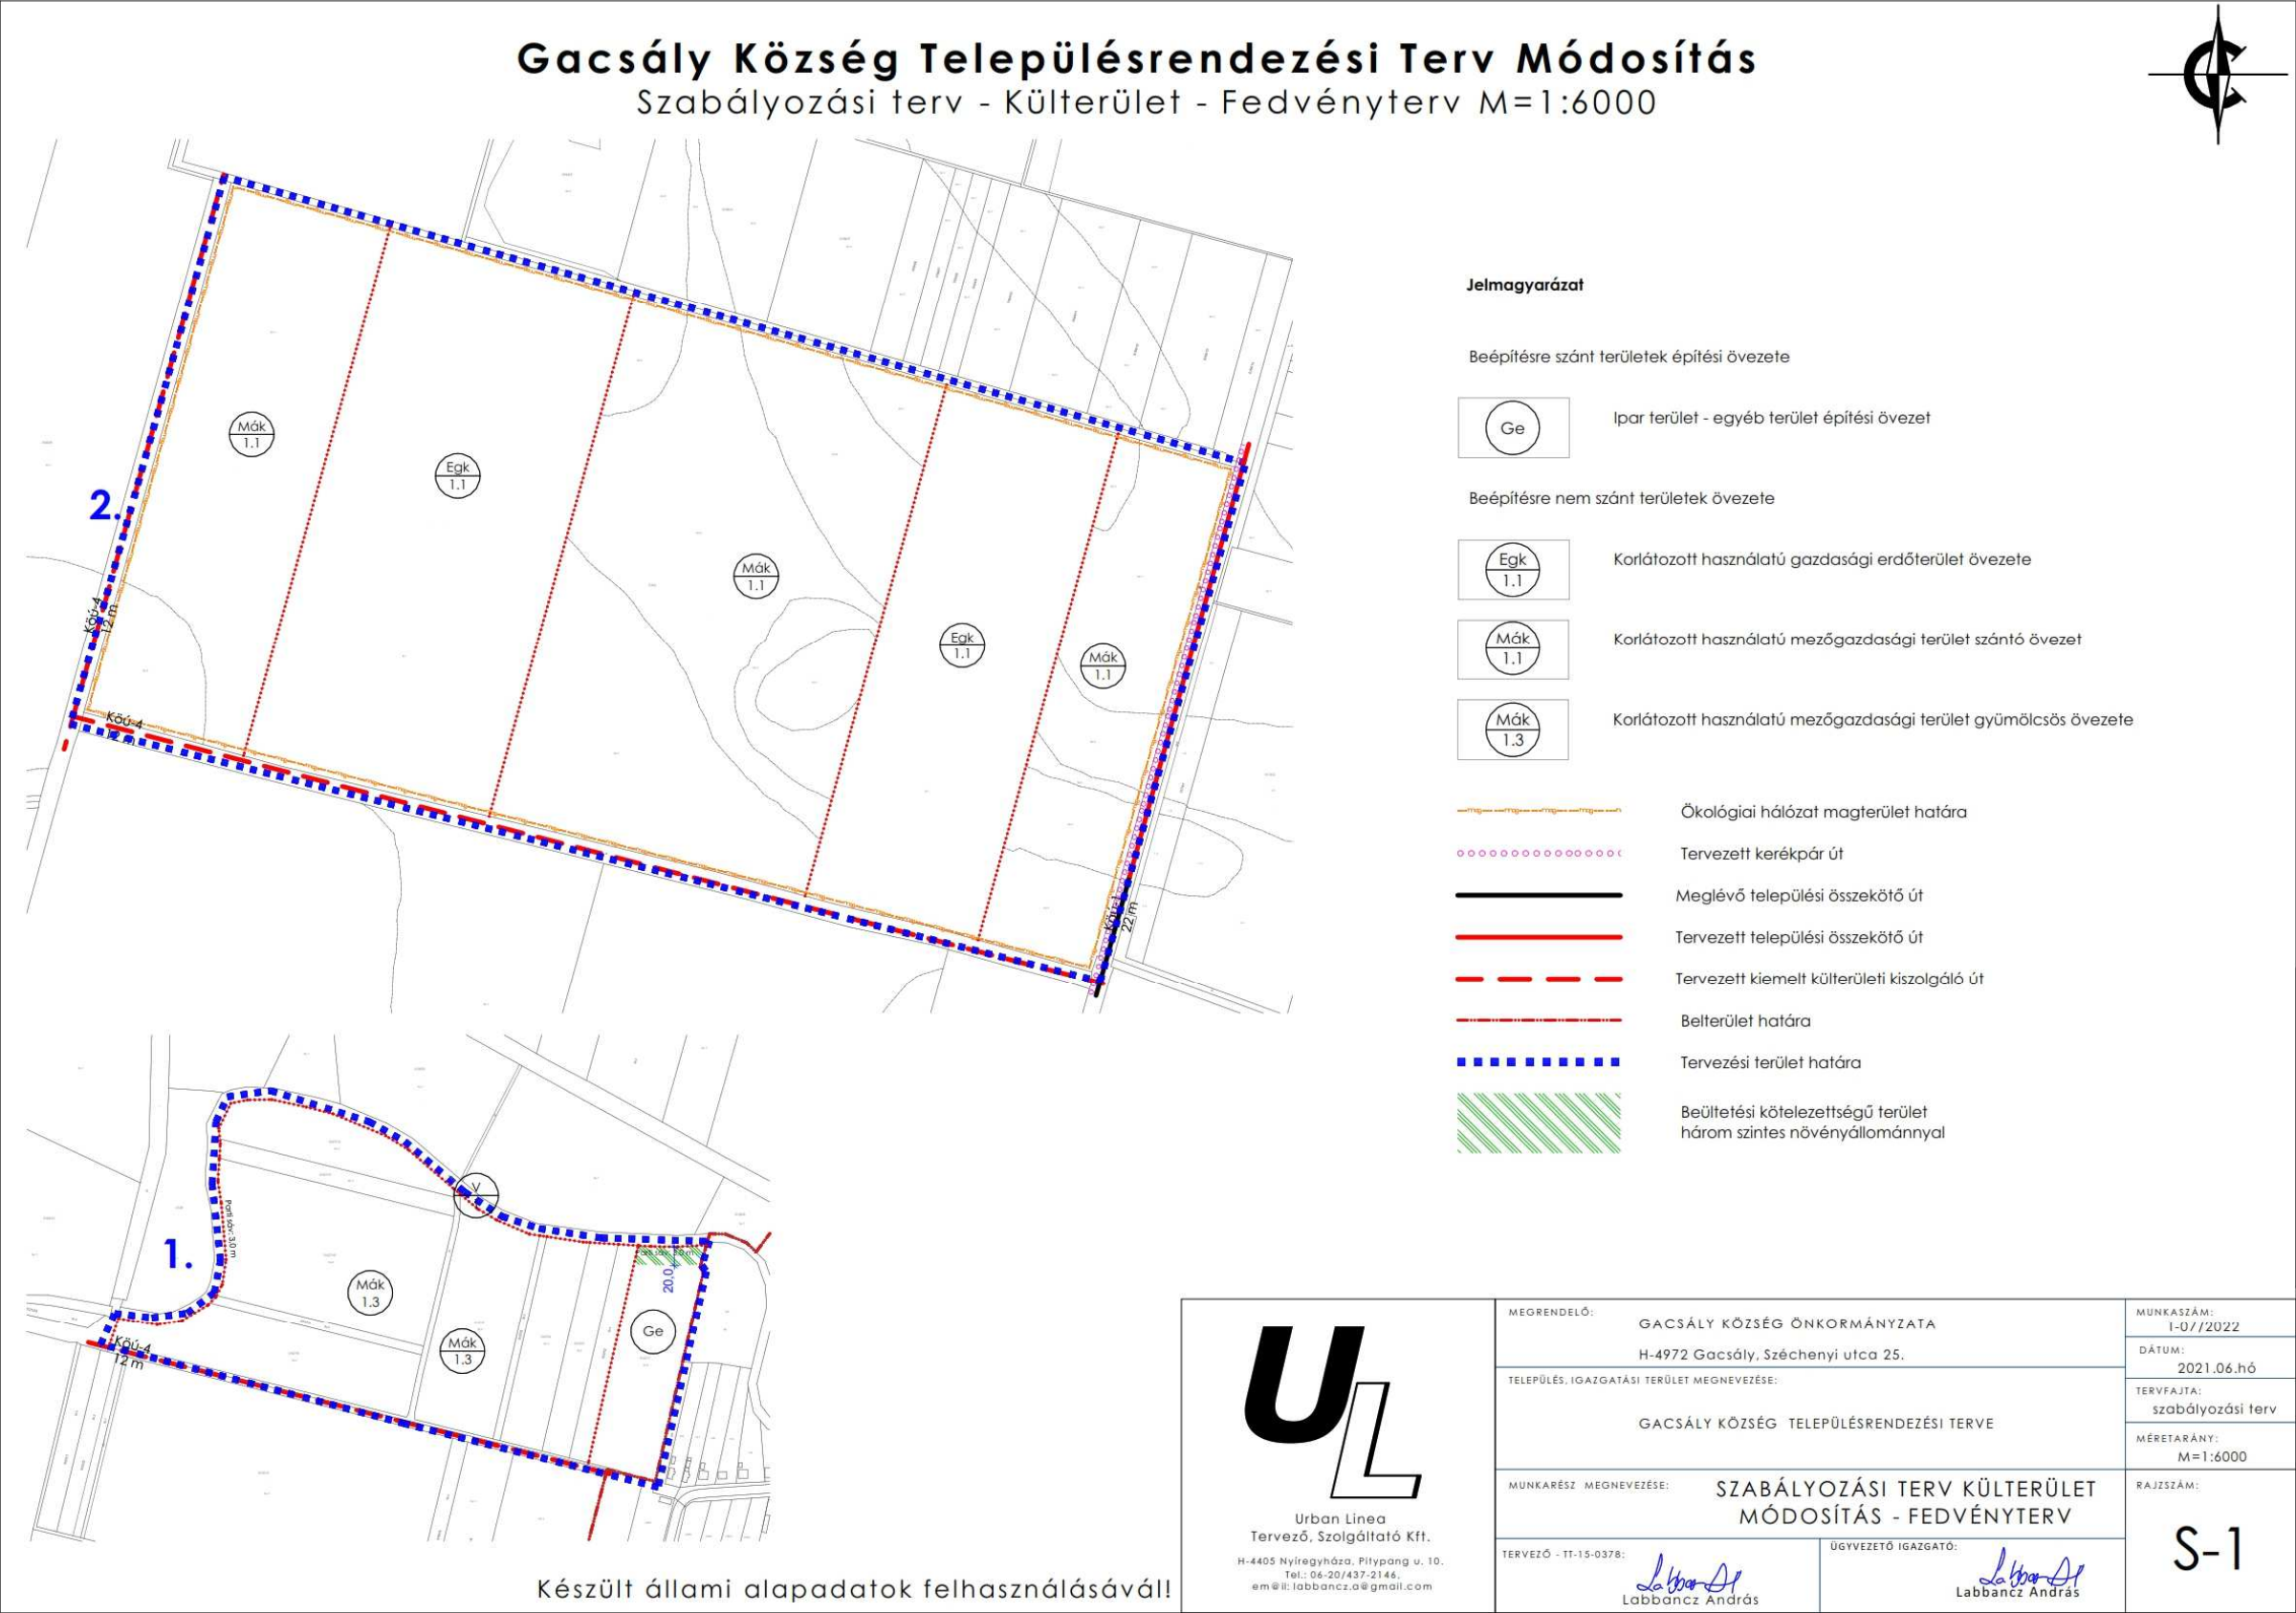 Gacsály Község Településrendezési Terv Módosítás
Szabályozási terv - Külterület - Fedvényterv M=1:6000
Mák
1.1
Egk
1.1
2.
Mák
1.1
Egk
1.1
Mák
1.1
Köú-4
12 m
Köú-4
12 m
Köú-1
22 m
V
Parti sáv: 3.0 m
1.
20,0
Mák
1.3
Ge
Mák
1.3
Köú-4
12 m
Készült állami alapadatok felhasználásával!
Jelmagyarázat
Beépítésre szánt területek építési övezete
Ge
Ipar terület - egyéb terület építési övezet
Beépítésre nem szánt területek övezete
Egk
1.1
Korlátozott használatú gazdasági erdőterület övezete
Mák
1.1
Korlátozott használatú mezőgazdasági terület szántó övezet
Mák
1.3
Korlátozott használatú mezőgazdasági terület gyümölcsös övezete
Ökológiai hálózat magterület határa
Tervezett kerékpár út
Meglévő települési összekötő út
Tervezett települési összekötő út
Tervezett kiemelt külterületi kiszolgáló út
Belterület határa
Tervezési terület határa
Beültetési kötelezettségű terület
három szintes növényállománnyal
UL
Urban Linea
Tervező, Szolgáltató Kft.
H-4405 Nyíregyháza, Pitypang u. 10.
Tel.: 06-20/437-2146,
em@il: labbancz.a@gmail.com
MEGRENDELŐ:
GACSÁLY KÖZSÉG ÖNKORMÁNYZATA
H-4972 Gacsály, Széchenyi utca 25.
TELEPÜLÉS, IGAZGATÁSI TERÜLET MEGNEVEZÉSE:
GACSÁLY KÖZSÉG TELEPÜLÉSRENDEZÉSI TERVE
MUNKARÉSZ MEGNEVEZÉSE:
SZABÁLYOZÁSI TERV KÜLTERÜLET
MÓDOSÍTÁS - FEDVÉNYTERV
TERVEZŐ - TT-15-0378:
Labbancz András
ÜGYVEZETŐ IGAZGATÓ:
Labbancz András
MUNKASZÁM:
T-07/2022
DÁTUM:
2021.06.hó
TERVFAJTA:
szabályozási terv
MÉRETARÁNY:
M=1:6000
RAJZSZÁM:
S-1